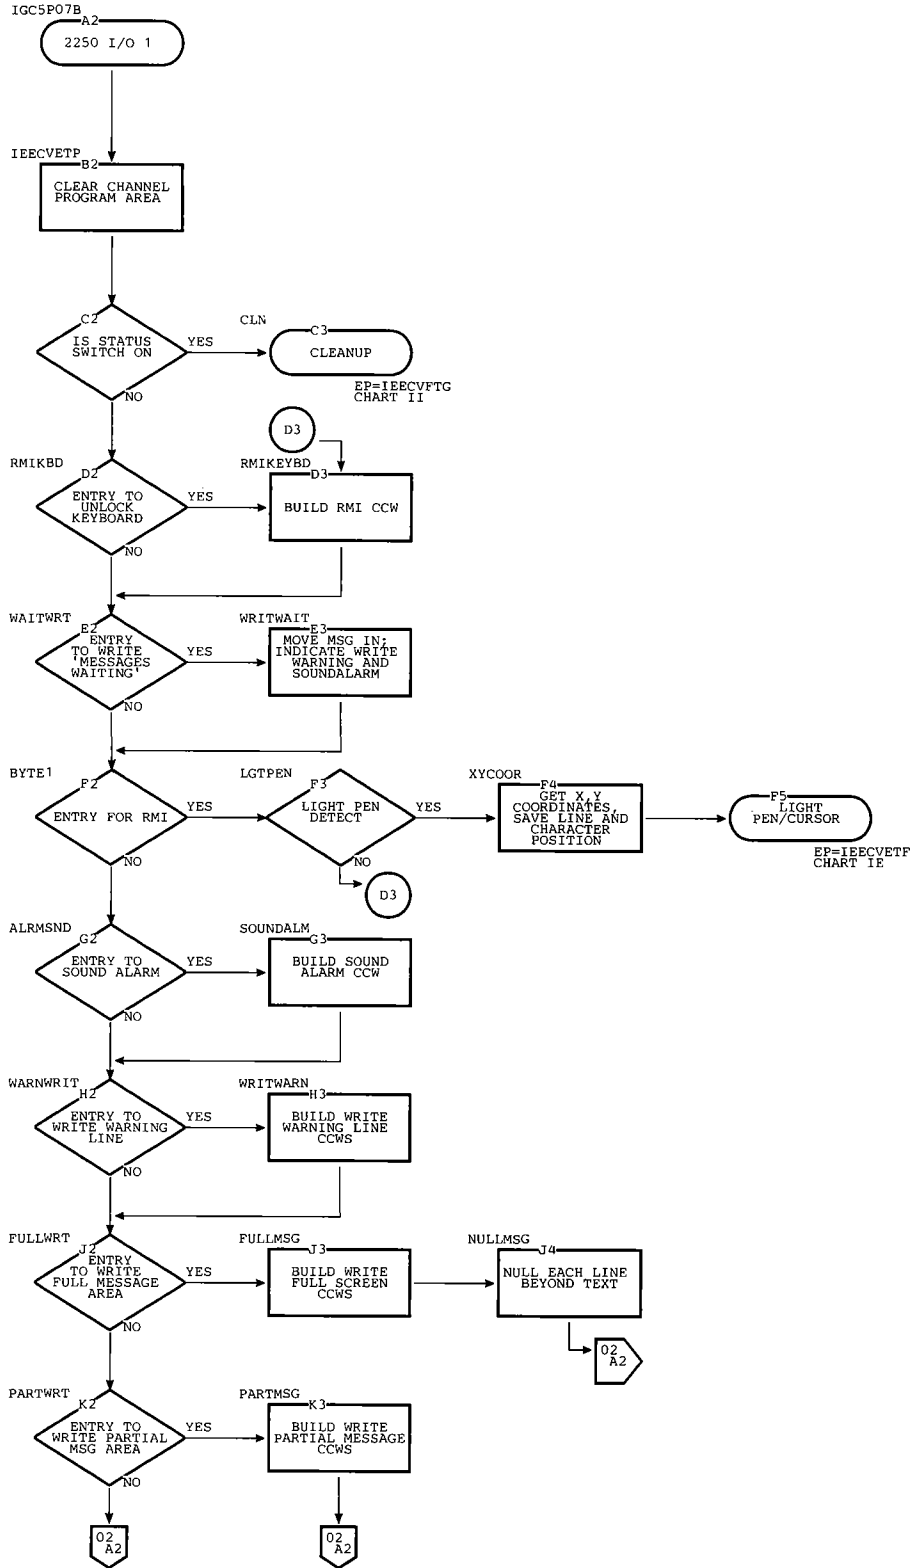 IGC5P07B
A2
2250 I/O 1
IEECVETP
B2
CLEAR CHANNEL
PROGRAM AREA
C2
IS STATUS
SWITCH ON
YES
NO
CLN
C3
CLEANUP
EP=IEECVFTG
CHART II
D3
RMIKBD
D2
ENTRY TO
UNLOCK
KEYBOARD
YES
NO
RMIKEYBD
D3
BUILD RMI CCW
WAITWRT
E2
ENTRY
TO WRITE
'MESSAGES
WAITING'
YES
NO
WRITWAIT
E3
MOVE MSG IN;
INDICATE WRITE
WARNING AND
SOUNDALARM
BYTE1
F2
ENTRY FOR RMI
YES
NO
LGTPEN
F3
LIGHT PEN
DETECT
YES
NO
D3
XYCOOR
F4
GET X,Y
COORDINATES,
SAVE LINE AND
CHARACTER
POSITION
F5
LIGHT
PEN/CURSOR
EP=IEECVETF
CHART IE
ALRMSND
G2
ENTRY TO
SOUND ALARM
YES
NO
SOUNDALM
G3
BUILD SOUND
ALARM CCW
WARNWRIT
H2
ENTRY TO
WRITE WARNING
LINE
YES
NO
WRITWARN
H3
BUILD WRITE
WARNING LINE
CCWS
FULLWRT
J2
ENTRY
TO WRITE
FULL MESSAGE
AREA
YES
NO
FULLMSG
J3
BUILD WRITE
FULL SCREEN
CCWS
NULLMSG
J4
NULL EACH LINE
BEYOND TEXT
02
A2
PARTWRT
K2
ENTRY TO
WRITE PARTIAL
MSG AREA
YES
NO
PARTMSG
K3
BUILD WRITE
PARTIAL MESSAGE
CCWS
02
A2
02
A2